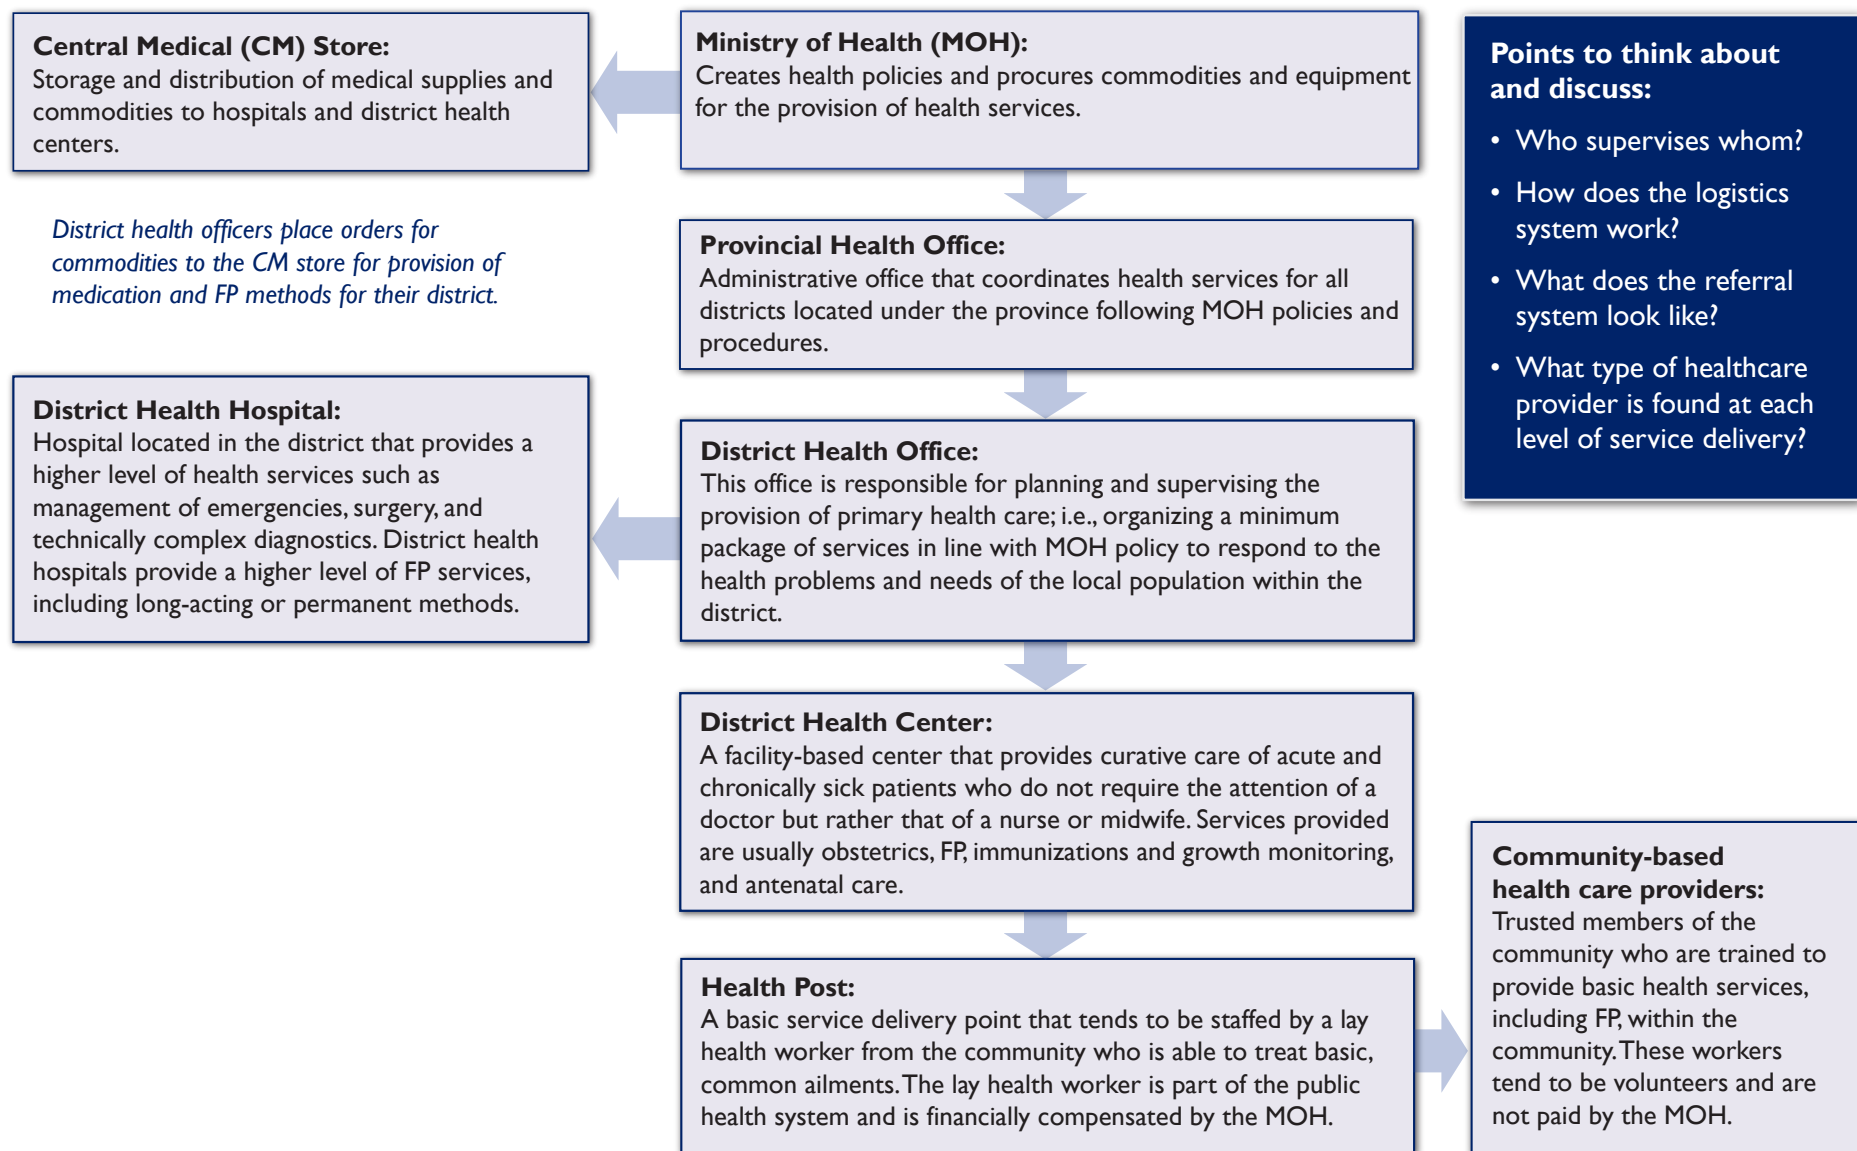 Central Medical (CM) Store:
Storage and distribution of medical supplies and
commodities to hospitals and district health
centers.
Ministry of Health (MOH):
Creates health policies and procures commodities and equipment
for the provision of health services.
Points to think about
and discuss:
• Who supervises whom?
• How does the logistics
system work?
• What does the referral
system look like?
• What type of healthcare
provider is found at each
level of service delivery?
District health officers place orders for
commodities to the CM store for provision of
medication and FP methods for their district.
Provincial Health Office:
Administrative office that coordinates health services for all
districts located under the province following MOH policies and
procedures.
District Health Hospital:
Hospital located in the district that provides a
higher level of health services such as
management of emergencies, surgery, and
technically complex diagnostics. District health
hospitals provide a higher level of FP services,
including long-acting or permanent methods.
District Health Office:
This office is responsible for planning and supervising the
provision of primary health care; i.e., organizing a minimum
package of services in line with MOH policy to respond to the
health problems and needs of the local population within the
district.
District Health Center:
A facility-based center that provides curative care of acute and
chronically sick patients who do not require the attention of a
doctor but rather that of a nurse or midwife. Services provided
are usually obstetrics, FP, immunizations and growth monitoring,
and antenatal care.
Health Post:
A basic service delivery point that tends to be staffed by a lay
health worker from the community who is able to treat basic,
common ailments. The lay health worker is part of the public
health system and is financially compensated by the MOH.
Community-based
health care providers:
Trusted members of the
community who are trained to
provide basic health services,
including FP, within the
community. These workers
tend to be volunteers and are
not paid by the MOH.